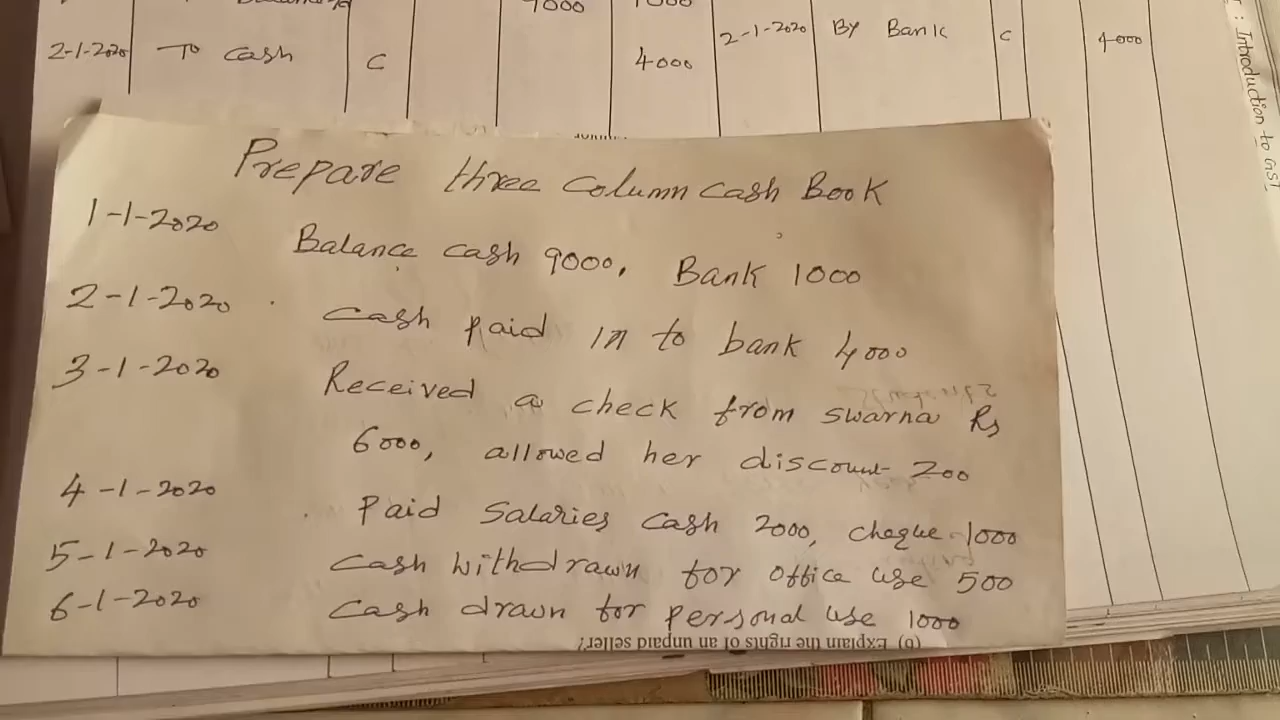 9000
2-1-2020 To cash C 4000 2-1-2020 By Bank C 4000
: Introduction to GST
Prepare three column cash Book
1-1-2020 Balance cash 9000, Bank 1000
2-1-2020 cash paid in to bank 4000
3-1-2020 Received a check from swarna Rs
6000, allowed her discount 200
4-1-2020 Paid Salaries cash 2000, cheque 1000
5-1-2020 cash withdrawn for office use 500
6-1-2020 cash drawn for personal use 1000
(b) Explain the rights of an unpaid seller?